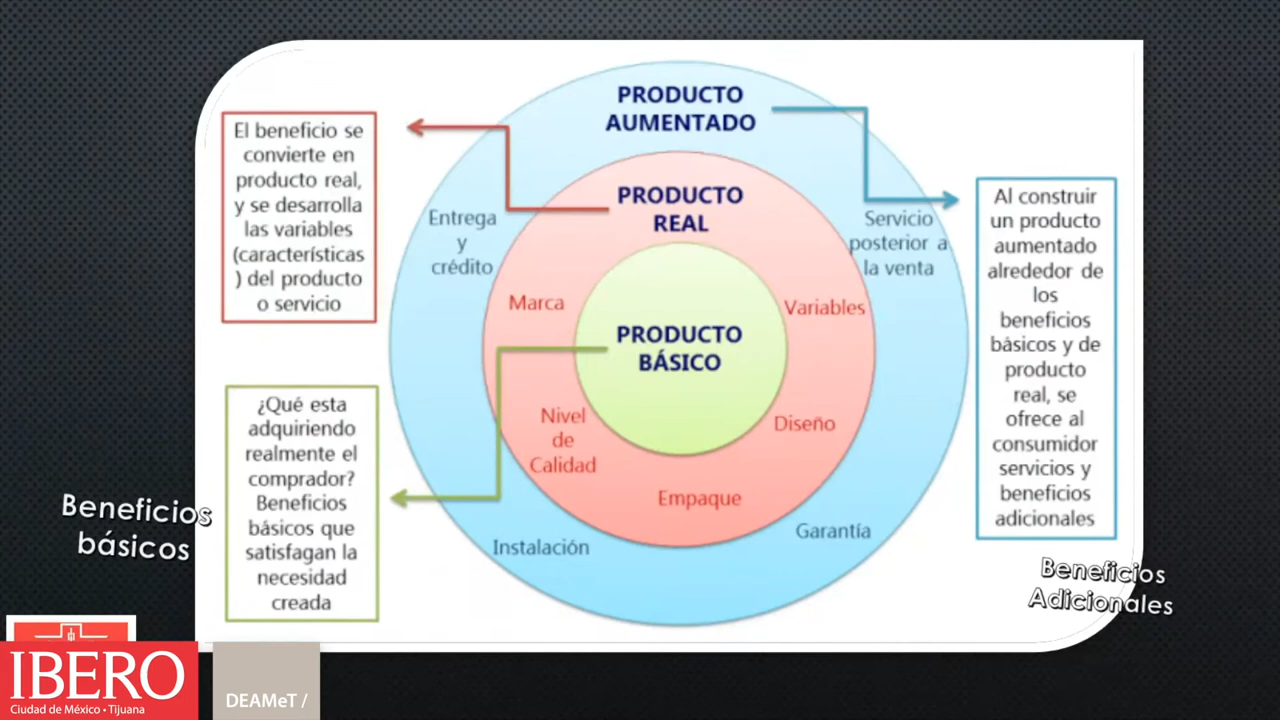 PRODUCTO
AUMENTADO
El beneficio se
convierte en
producto real,
y se desarrolla
las variables
(características
) del producto
o servicio
PRODUCTO
REAL
Entrega
y
crédito
Servicio
posterior a
la venta
Al construir
un producto
aumentado
alrededor de
los
beneficios
básicos y de
producto
real, se
ofrece al
consumidor
servicios y
beneficios
adicionales
Marca
Variables
PRODUCTO
BÁSICO
¿Qué esta
adquiriendo
realmente el
comprador?
Beneficios
básicos que
satisfagan la
necesidad
creada
Nivel
de
Calidad
Diseño
Empaque
Instalación
Garantía
Beneficios
básicos
Beneficios
Adicionales
IBERO
Ciudad de México • Tijuana
DEAMeT /